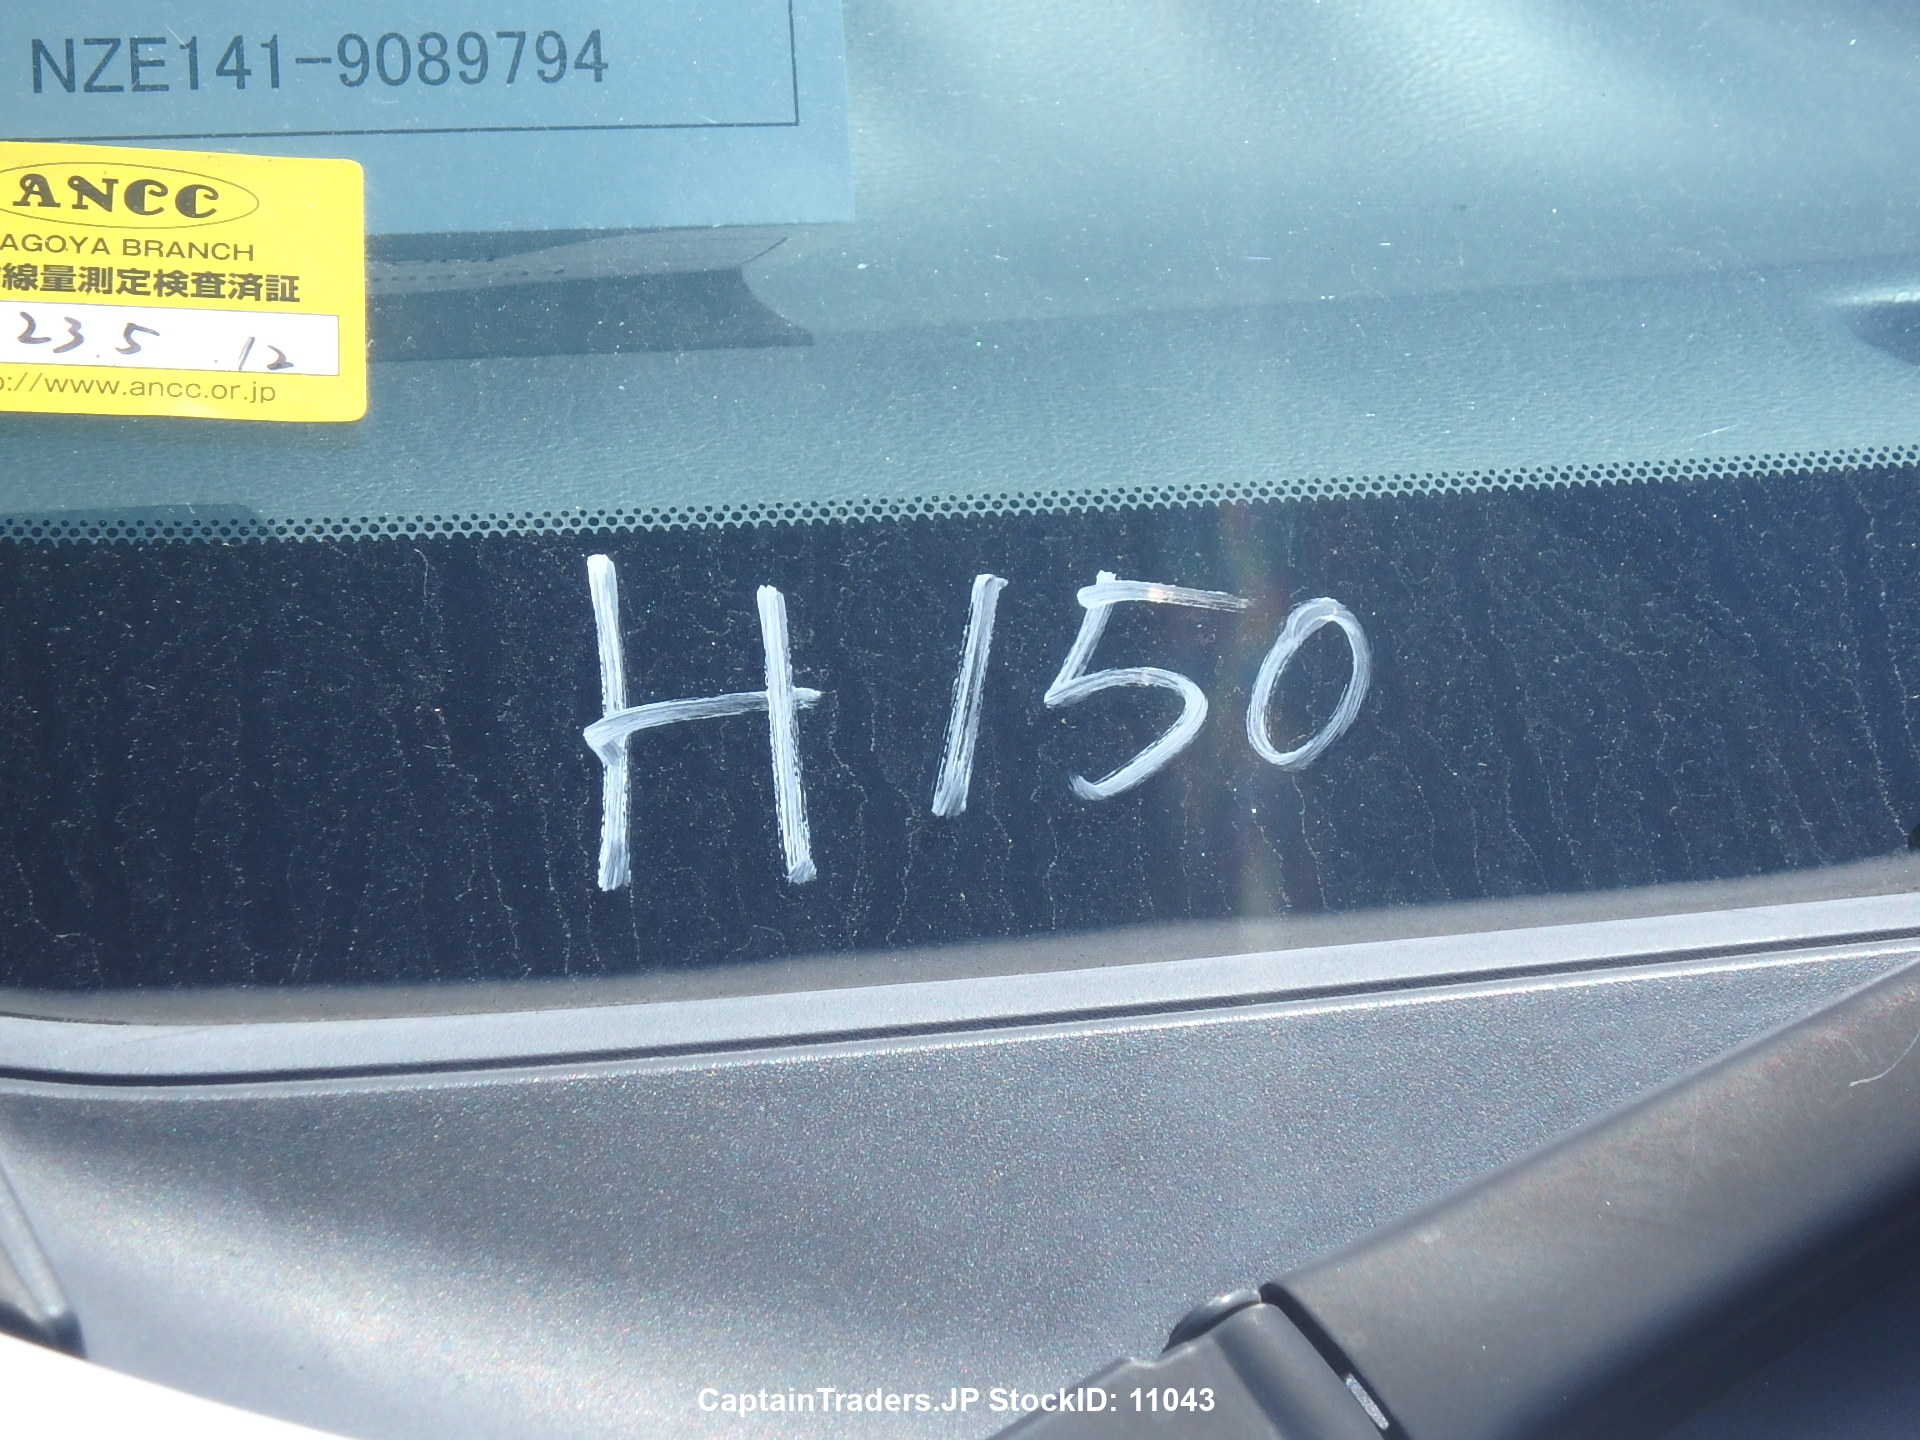 NZE141-9089794
ANCC
AGOYA BRANCH
線量測定検査済証
23.5.12
://www.ancc.or.jp
H150
CaptainTraders.JP StockID: 11043